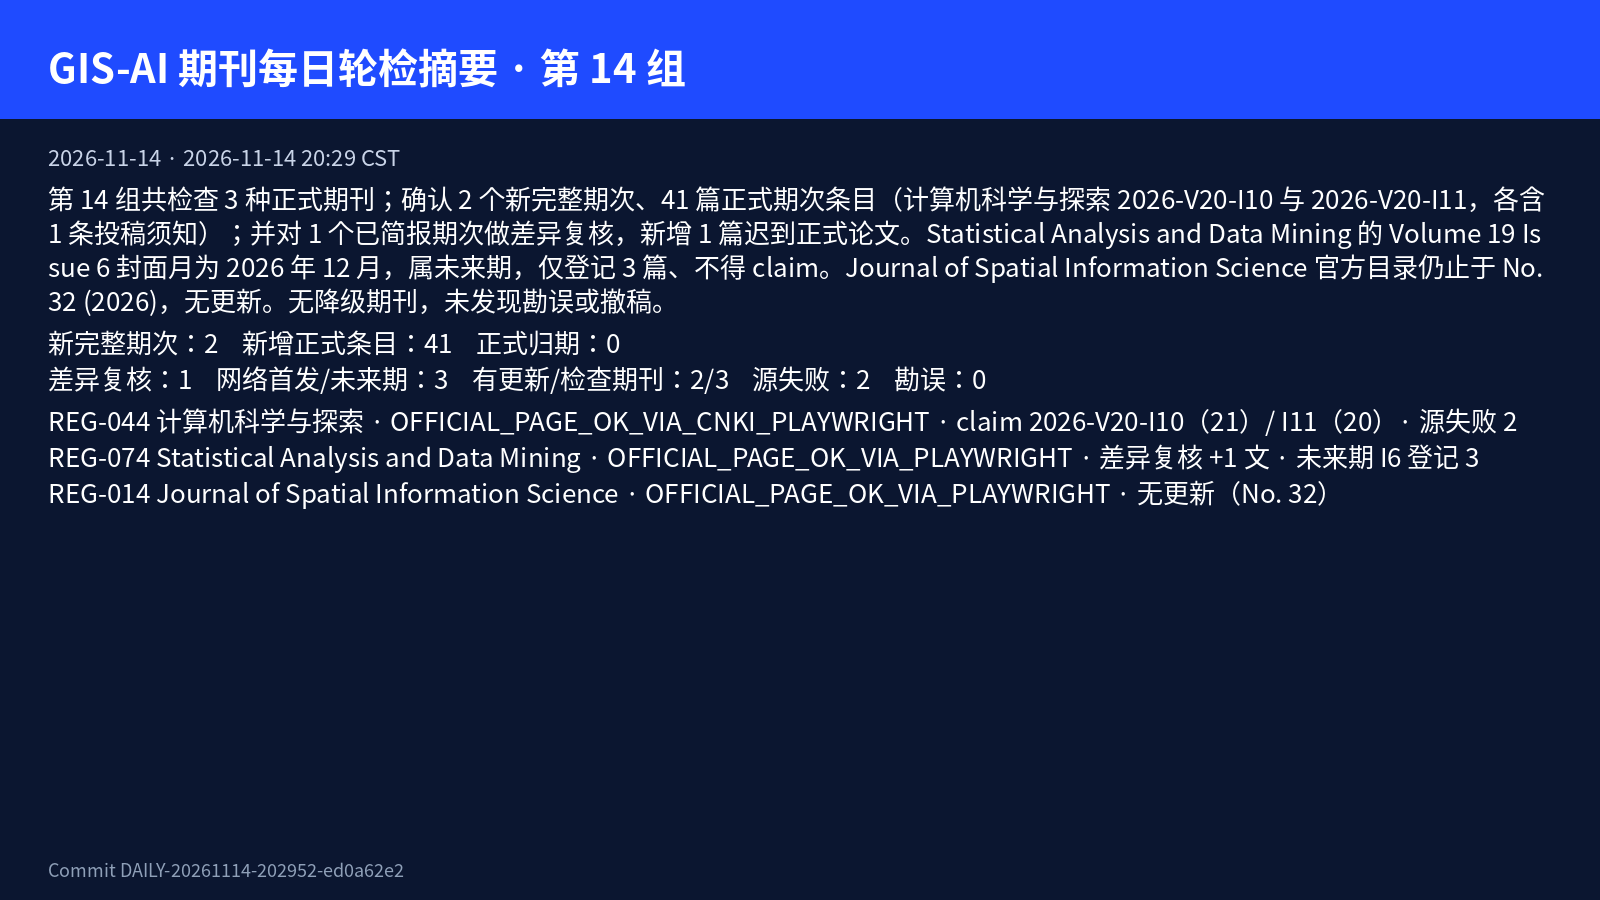 GIS-AI 期刊每日轮检摘要 · 第 14 组
2026-11-14 · 2026-11-14 20:29 CST
第 14 组共检查 3 种正式期刊；确认 2 个新完整期次、41 篇正式期次条目（计算机科学与探索 2026-V20-I10 与 2026-V20-I11，各含
1 条投稿须知）；并对 1 个已简报期次做差异复核，新增 1 篇迟到正式论文。Statistical Analysis and Data Mining 的 Volume 19 Is
sue 6 封面月为 2026 年 12 月，属未来期，仅登记 3 篇、不得 claim。Journal of Spatial Information Science 官方目录仍止于 No.
32 (2026)，无更新。无降级期刊，未发现勘误或撤稿。
新完整期次：2 新增正式条目：41 正式归期：0
差异复核：1 网络首发/未来期：3 有更新/检查期刊：2/3 源失败：2 勘误：0
REG-044 计算机科学与探索 · OFFICIAL_PAGE_OK_VIA_CNKI_PLAYWRIGHT · claim 2026-V20-I10（21）/ I11（20）· 源失败 2
REG-074 Statistical Analysis and Data Mining · OFFICIAL_PAGE_OK_VIA_PLAYWRIGHT · 差异复核 +1 文 · 未来期 I6 登记 3
REG-014 Journal of Spatial Information Science · OFFICIAL_PAGE_OK_VIA_PLAYWRIGHT · 无更新（No. 32）
Commit DAILY-20261114-202952-ed0a62e2